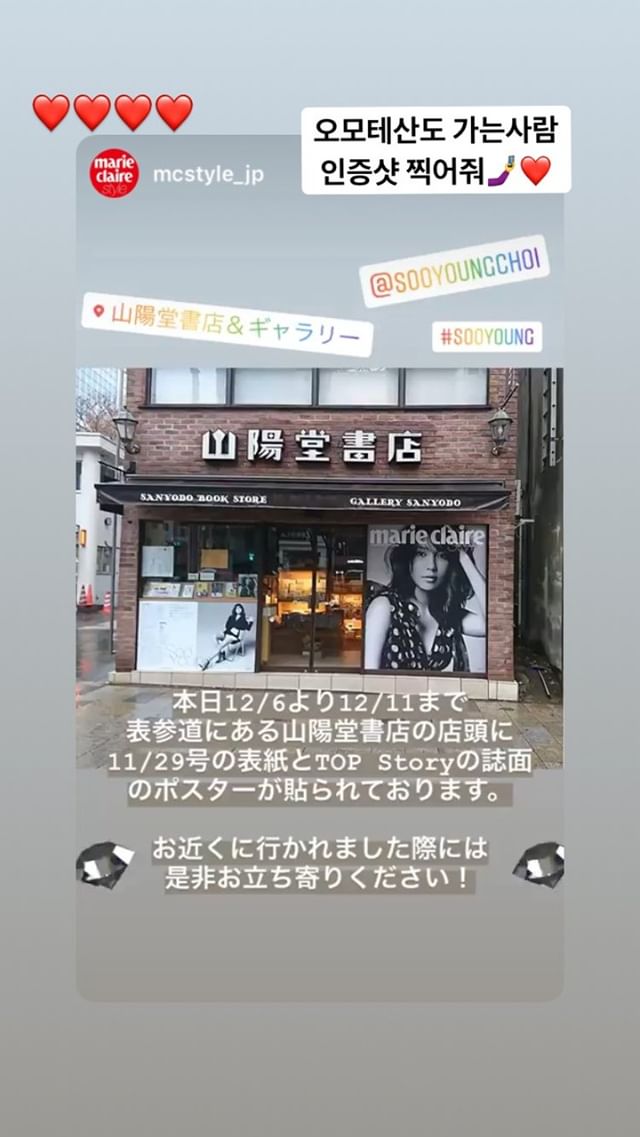 오모테산도 가는사람
인증샷 찍어줘🤳❤️
❤️❤️❤️❤️
marie
claire
style
mcstyle_jp
@SOOYOUNGCHOI
山陽堂書店&ギャラリー
#SOOYOUNG
山陽堂書店
SANYODO BOOK STORE
GALLERY SANYODO
marie claire
本日12/6より12/11まで
表参道にある山陽堂書店の店頭に
11/29号の表紙とTOP Storyの誌面
のポスターが貼られております。
お近くに行かれました際には
是非お立ち寄りください!